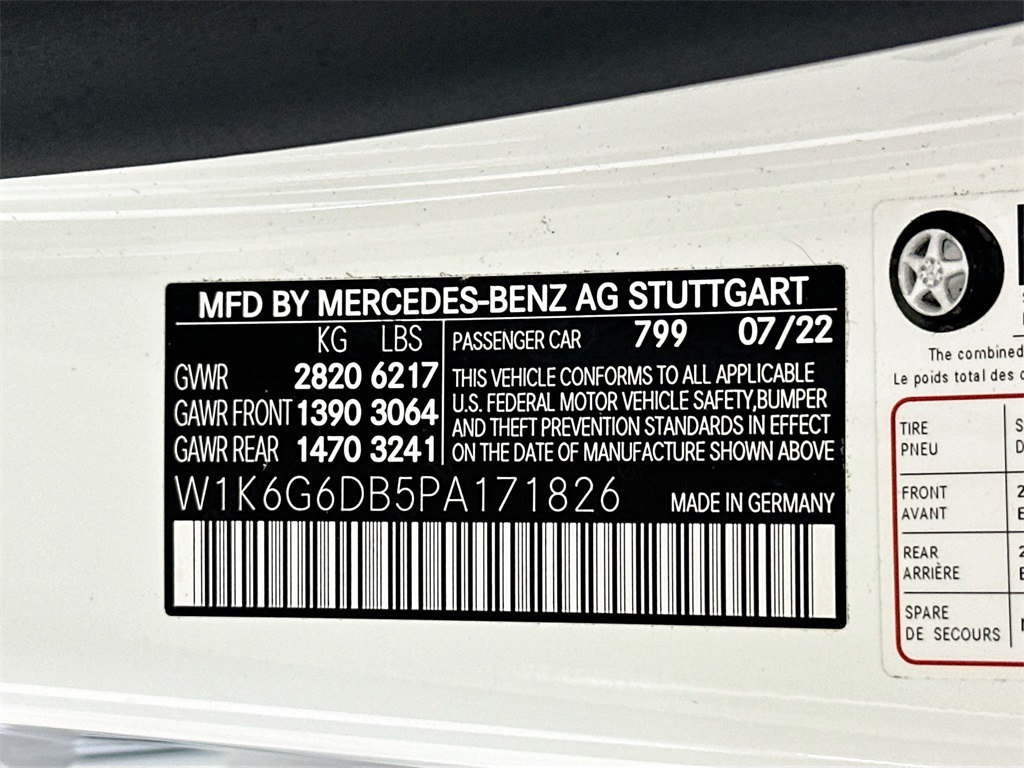 MFD BY MERCEDES-BENZ AG STUTTGART
KG LBS
PASSENGER CAR 799 07/22
GVWR 2820 6217
GAWR FRONT 1390 3064
GAWR REAR 1470 3241
THIS VEHICLE CONFORMS TO ALL APPLICABLE
U.S. FEDERAL MOTOR VEHICLE SAFETY,BUMPER
AND THEFT PREVENTION STANDARDS IN EFFECT
ON THE DATE OF MANUFACTURE SHOWN ABOVE
W1K6G6DB5PA171826
MADE IN GERMANY
The combined
Le poids total des
TIRE
PNEU
FRONT
AVANT
REAR
ARRIÈRE
SPARE
DE SECOURS